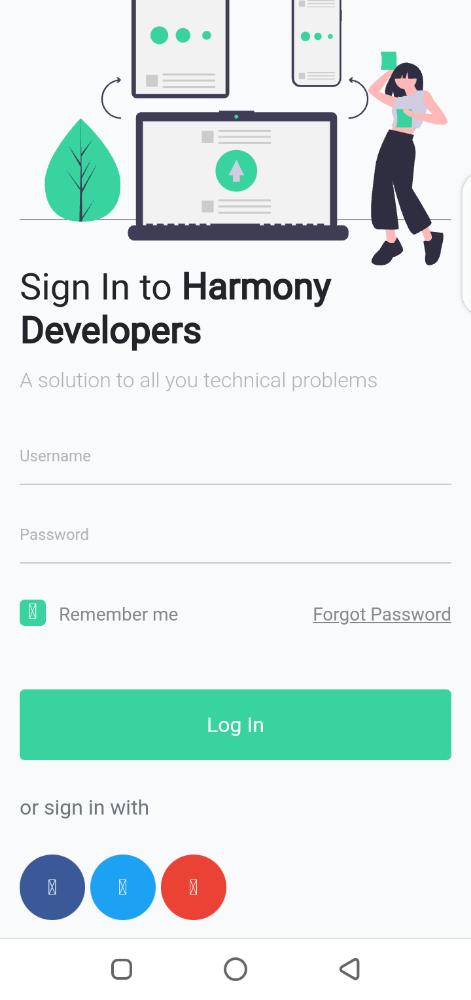 Sign In to Harmony
Developers
A solution to all you technical problems
Username
Password
Remember me
Forgot Password
Log In
or sign in with